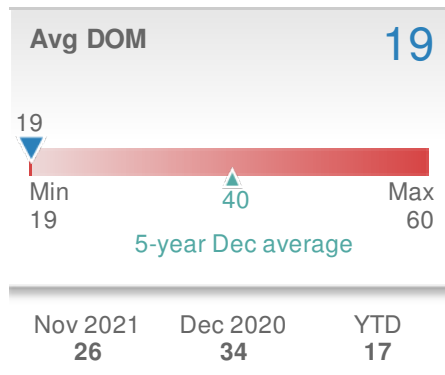 Avg DOM 19
19
Min 40 Max
19 60
5-year Dec average
Nov 2021 Dec 2020 YTD
26 34 17